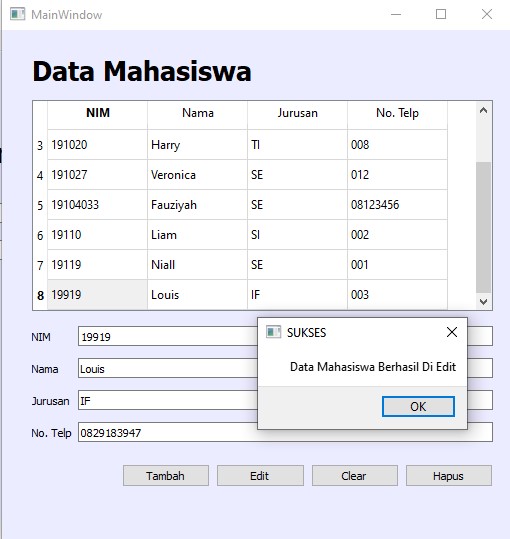 MainWindow
Data Mahasiswa
NIM Nama Jurusan No. Telp
3 191020 Harry TI 008
4 191027 Veronica SE 012
5 19104033 Fauziyah SE 08123456
6 19110 Liam SI 002
7 19119 Niall SE 001
8 19919 Louis IF 003
NIM 19919
Nama Louis
Jurusan IF
No. Telp 0829183947
SUKSES
Data Mahasiswa Berhasil Di Edit
OK
Tambah Edit Clear Hapus